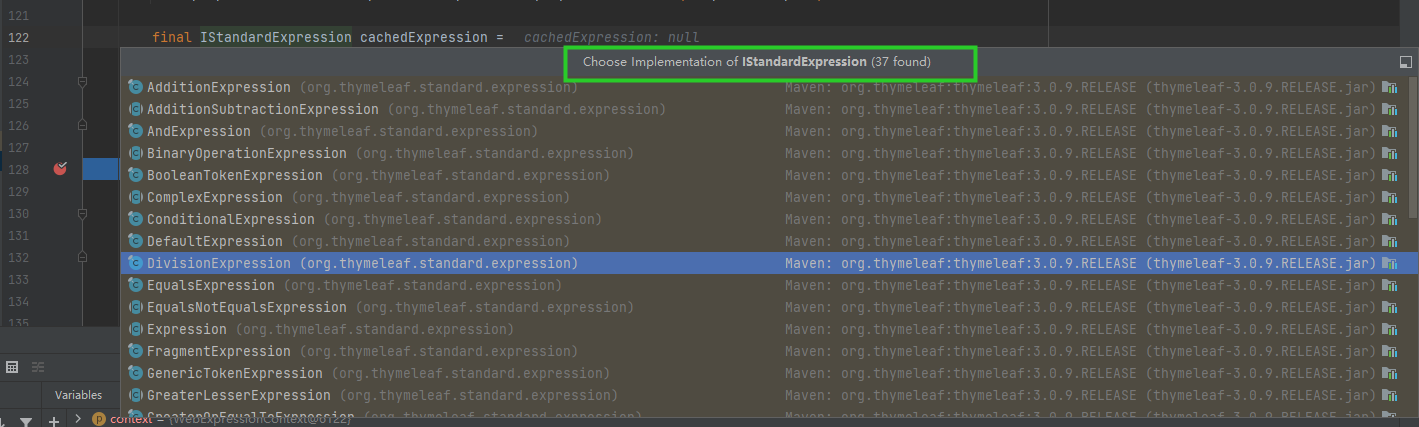 121
122 final IStandardExpression cachedExpression = cachedExpression: null
123 Choose Implementation of IStandardExpression (37 found)
124 AdditionExpression (org.thymeleaf.standard.expression) Maven: org.thymeleaf:thymeleaf:3.0.9.RELEASE (thymeleaf-3.0.9.RELEASE.jar)
125 AdditionSubtractionExpression (org.thymeleaf.standard.expression) Maven: org.thymeleaf:thymeleaf:3.0.9.RELEASE (thymeleaf-3.0.9.RELEASE.jar)
126 AndExpression (org.thymeleaf.standard.expression) Maven: org.thymeleaf:thymeleaf:3.0.9.RELEASE (thymeleaf-3.0.9.RELEASE.jar)
127 BinaryOperationExpression (org.thymeleaf.standard.expression) Maven: org.thymeleaf:thymeleaf:3.0.9.RELEASE (thymeleaf-3.0.9.RELEASE.jar)
128 BooleanTokenExpression (org.thymeleaf.standard.expression) Maven: org.thymeleaf:thymeleaf:3.0.9.RELEASE (thymeleaf-3.0.9.RELEASE.jar)
129 ComplexExpression (org.thymeleaf.standard.expression) Maven: org.thymeleaf:thymeleaf:3.0.9.RELEASE (thymeleaf-3.0.9.RELEASE.jar)
130 ConditionalExpression (org.thymeleaf.standard.expression) Maven: org.thymeleaf:thymeleaf:3.0.9.RELEASE (thymeleaf-3.0.9.RELEASE.jar)
131 DefaultExpression (org.thymeleaf.standard.expression) Maven: org.thymeleaf:thymeleaf:3.0.9.RELEASE (thymeleaf-3.0.9.RELEASE.jar)
132 DivisionExpression (org.thymeleaf.standard.expression) Maven: org.thymeleaf:thymeleaf:3.0.9.RELEASE (thymeleaf-3.0.9.RELEASE.jar)
133 EqualsExpression (org.thymeleaf.standard.expression) Maven: org.thymeleaf:thymeleaf:3.0.9.RELEASE (thymeleaf-3.0.9.RELEASE.jar)
134 EqualsNotEqualsExpression (org.thymeleaf.standard.expression) Maven: org.thymeleaf:thymeleaf:3.0.9.RELEASE (thymeleaf-3.0.9.RELEASE.jar)
135 Expression (org.thymeleaf.standard.expression) Maven: org.thymeleaf:thymeleaf:3.0.9.RELEASE (thymeleaf-3.0.9.RELEASE.jar)
FragmentExpression (org.thymeleaf.standard.expression) Maven: org.thymeleaf:thymeleaf:3.0.9.RELEASE (thymeleaf-3.0.9.RELEASE.jar)
GenericTokenExpression (org.thymeleaf.standard.expression) Maven: org.thymeleaf:thymeleaf:3.0.9.RELEASE (thymeleaf-3.0.9.RELEASE.jar)
Variables GreaterLesserExpression (org.thymeleaf.standard.expression) Maven: org.thymeleaf:thymeleaf:3.0.9.RELEASE (thymeleaf-3.0.9.RELEASE.jar)
context =